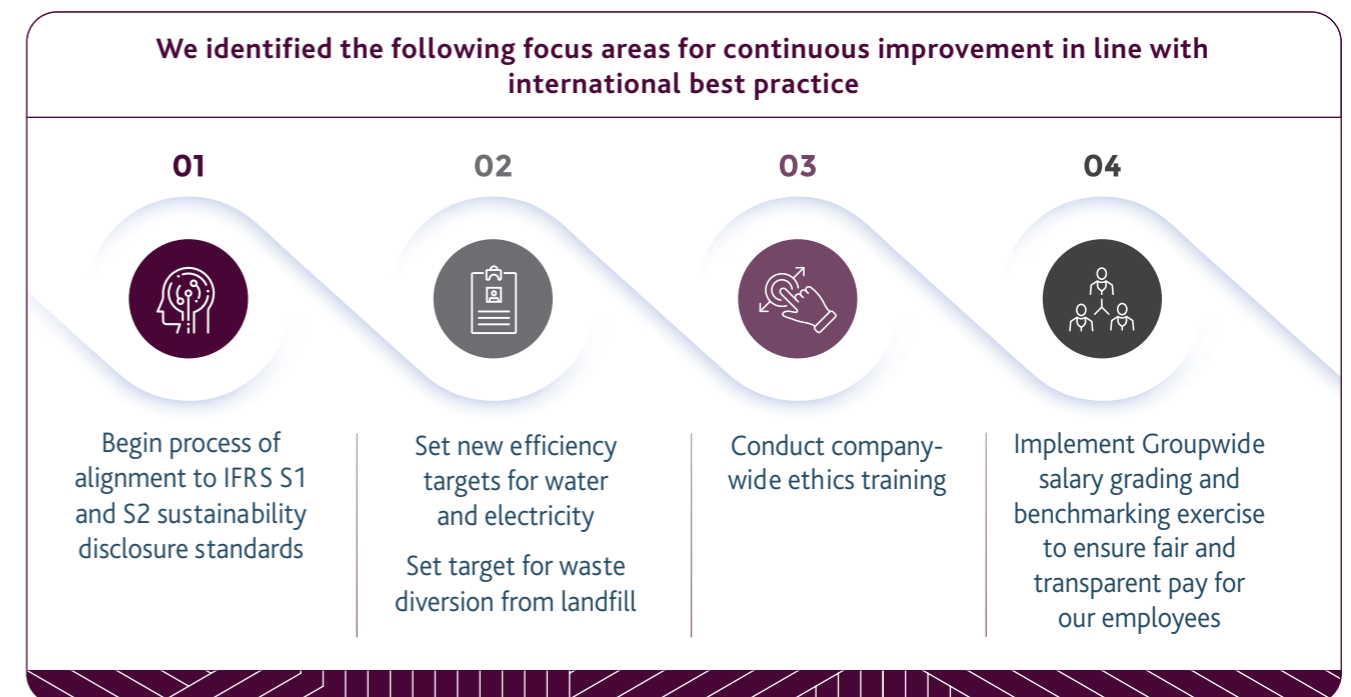 We identified the following focus areas for continuous improvement in line with
international best practice
01
Begin process of
alignment to IFRS S1
and S2 sustainability
disclosure standards
02
Set new efficiency
targets for water
and electricity
Set target for waste
diversion from landfill
03
Conduct company-
wide ethics training
04
Implement Groupwide
salary grading and
benchmarking exercise
to ensure fair and
transparent pay for
our employees